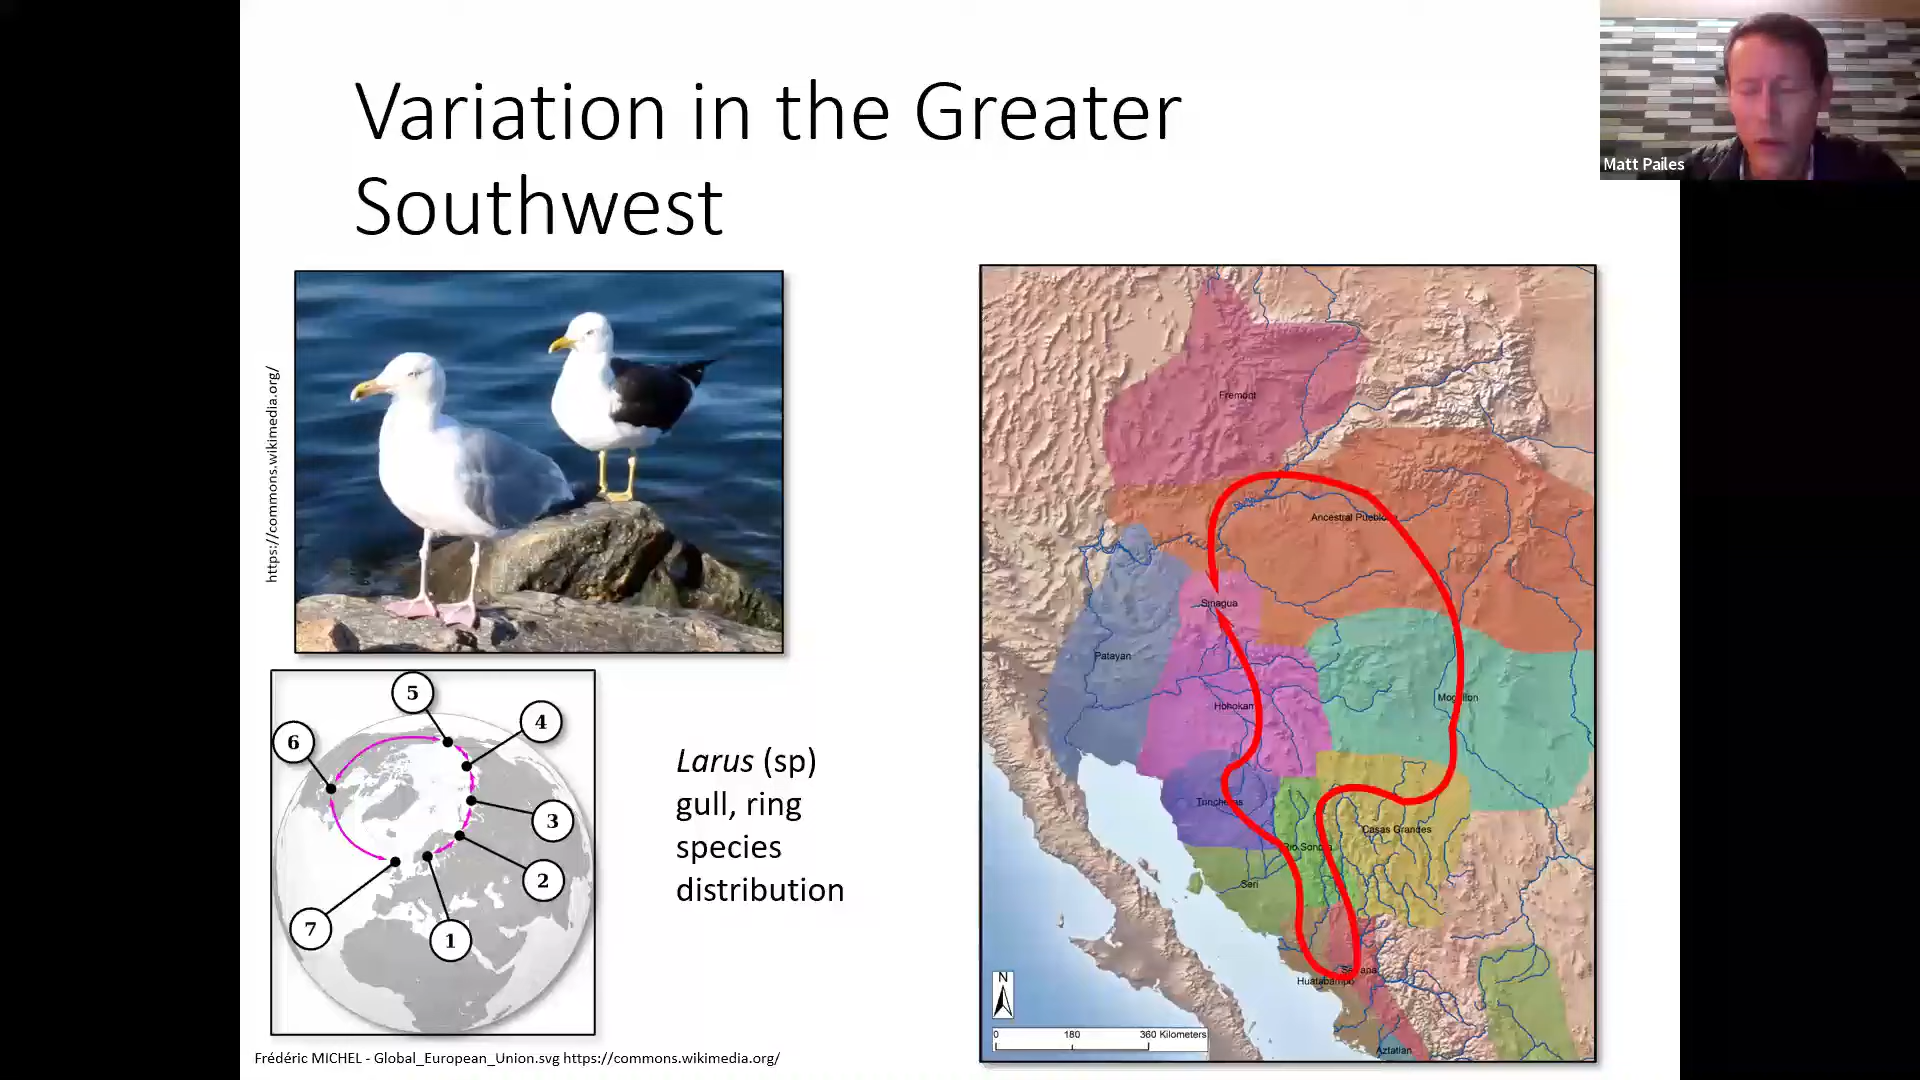 Variation in the Greater
Southwest
Matt Pailes
https://commons.wikimedia.org/
5
4
6
3
2
7
1
Larus (sp)
gull, ring
species
distribution
Frédéric MICHEL - Global_European_Union.svg https://commons.wikimedia.org/
Fremont
Ancestral Pueblo
Sinagua
Patayan
Mogollon
Hohokam
Trincheras
Casas Grandes
Rio Sonora
Seri
Serrana
Huatabampo
Aztatlan
N
0 180 360 Kilometers